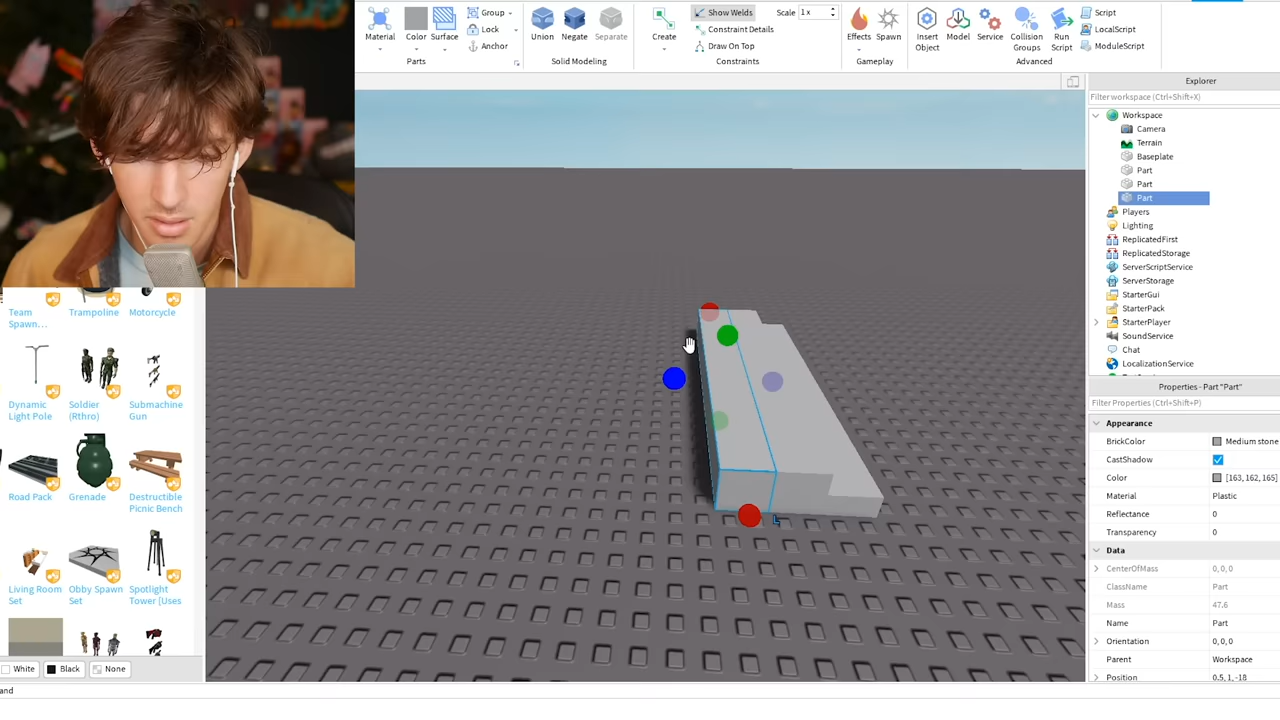 Material
Color
Surface
Group
Lock
Anchor
Parts
Union
Negate
Separate
Solid Modeling
Create
Show Welds
Scale 1 x
Constraint Details
Draw On Top
Constraints
Effects
Spawn
Gameplay
Insert Object
Model
Service
Collision Groups
Run Script
Script
LocalScript
ModuleScript
Advanced
Explorer
Filter workspace (Ctrl+Shift+X)
Workspace
Camera
Terrain
Baseplate
Part
Part
Part
Players
Lighting
ReplicatedFirst
ReplicatedStorage
ServerScriptService
ServerStorage
StarterGui
StarterPack
StarterPlayer
SoundService
Chat
LocalizationService
Properties - Part "Part"
Filter Properties (Ctrl+Shift+P)
Appearance
BrickColor Medium stone
CastShadow
Color [163, 162, 165]
Material Plastic
Reflectance 0
Transparency 0
Data
CenterOfMass 0, 0, 0
ClassName Part
Mass 47.6
Name Part
Orientation 0, 0, 0
Parent Workspace
Position 0.5, 1, -18
Team Spawn...
Trampoline
Motorcycle
Dynamic Light Pole
Soldier (Rthro)
Submachine Gun
Road Pack
Grenade
Destructible Picnic Bench
Living Room Set
Obby Spawn Set
Spotlight Tower [Uses
White
Black
None
and
L